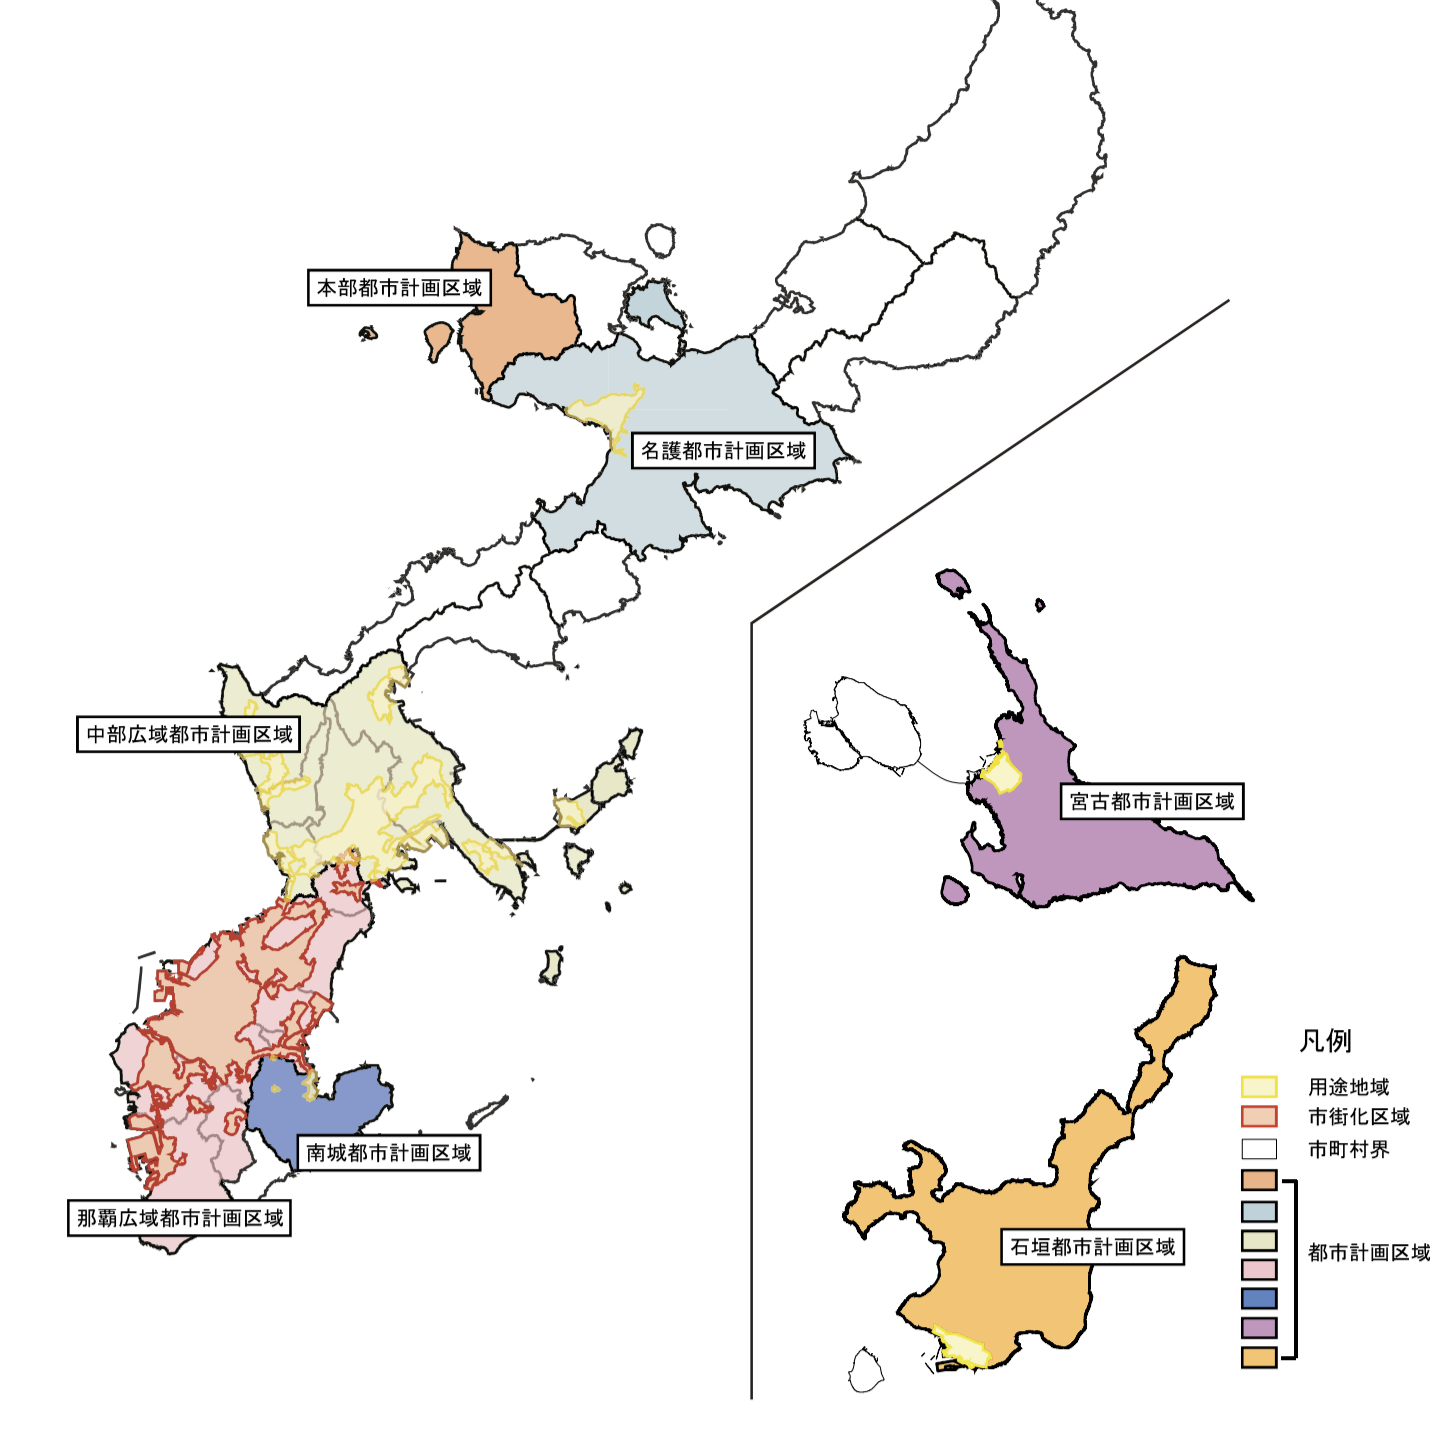 本部都市計画区域
名護都市計画区域
中部広域都市計画区域
宮古都市計画区域
南城都市計画区域
那覇広域都市計画区域
石垣都市計画区域
凡例
用途地域
市街化区域
市町村界
都市計画区域